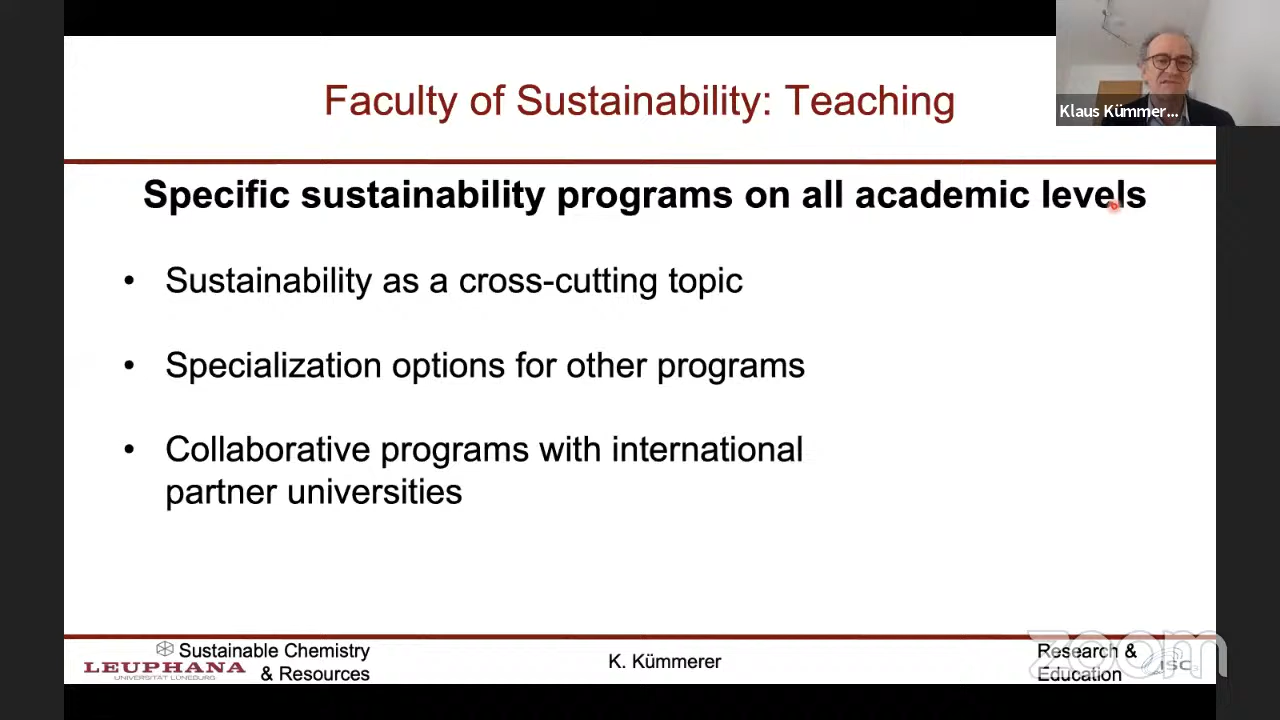 Faculty of Sustainability: Teaching
Klaus Kümmer...
Specific sustainability programs on all academic levels
• Sustainability as a cross-cutting topic
• Specialization options for other programs
• Collaborative programs with international
partner universities
Sustainable Chemistry
& Resources
LEUPHANA
UNIVERSITÄT LÜNEBURG
K. Kümmerer
Research &
Education
ISC3
zoom